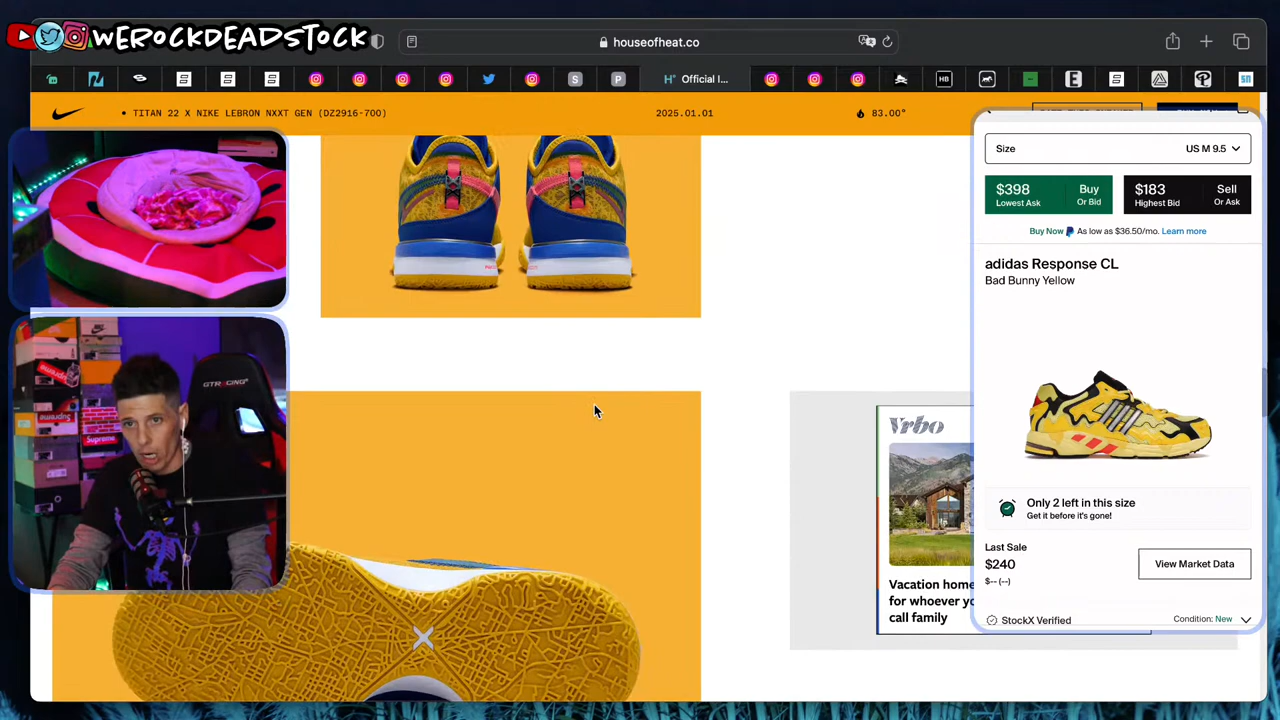 WEROCKDEADSTOCK
houseofheat.co
H° Official I...
S
P
HB
E
sn
• TITAN 22 X NIKE LEBRON NXXT GEN (DZ2916-700)
2025.01.01
83.00°
Size
US M 9.5
$398
Lowest Ask
Buy
Or Bid
$183
Highest Bid
Sell
Or Ask
Buy Now
As low as $36.50/mo. Learn more
adidas Response CL
Bad Bunny Yellow
Only 2 left in this size
Get it before it's gone!
Last Sale
$240
$-- (--)
View Market Data
StockX Verified
Condition: New
Vrbo
Vacation home
for whoever yo
call family
GTRACING
Supreme